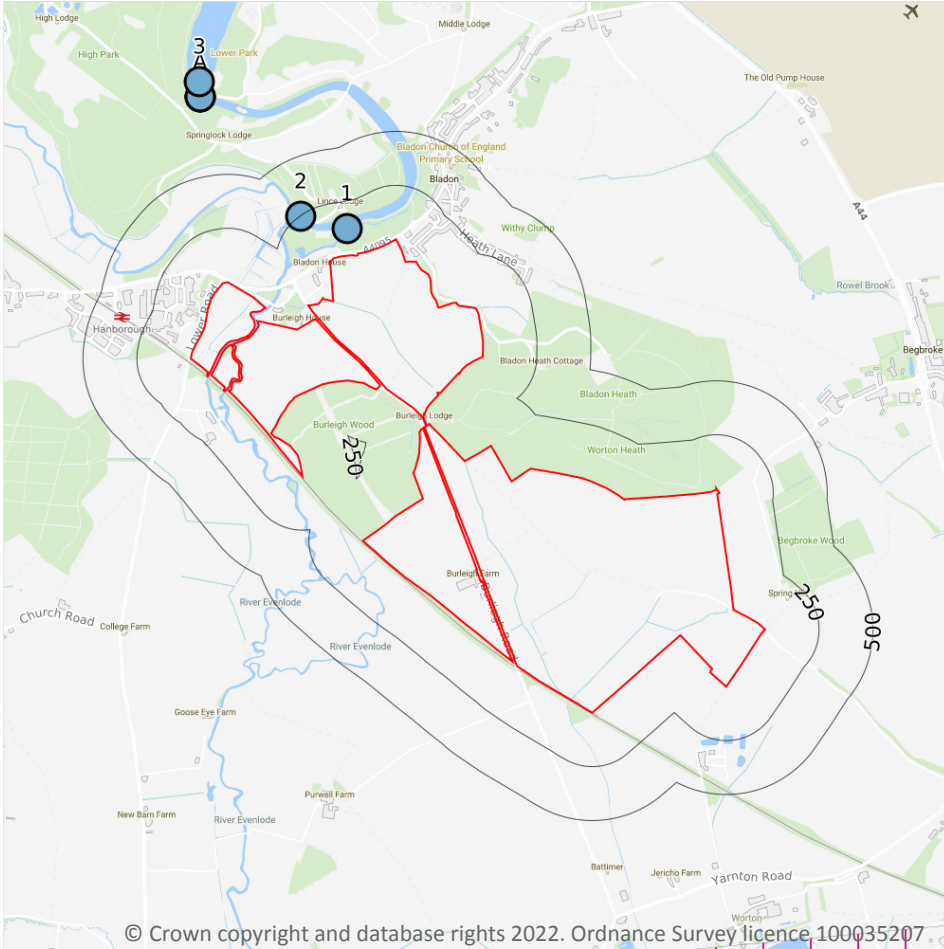 High Lodge
Middle Lodge
High Park
Lower Park
3
A
The Old Pump House
Springlock Lodge
Bladon Church of England
Primary School
Bladon
2
1
Lince Lodge
A44
Withy Clump
Heath Lane
A4095
Bladon House
Rowel Brook
Lower Road
Burleigh House
Hanborough
Begbroke
Bladon Heath Cottage
Bladon Heath
Burleigh Lodge
Burleigh Wood
250
Worton Heath
Begbroke Wood
Burleigh Farm
Burleigh Road
Spring
250
500
River Evenlode
Church Road
College Farm
River Evenlode
Goose Eye Farm
Purwell Farm
New Barn Farm
River Evenlode
Battimer
Jericho Farm
Yarnton Road
Worton
© Crown copyright and database rights 2022. Ordnance Survey licence 100035207